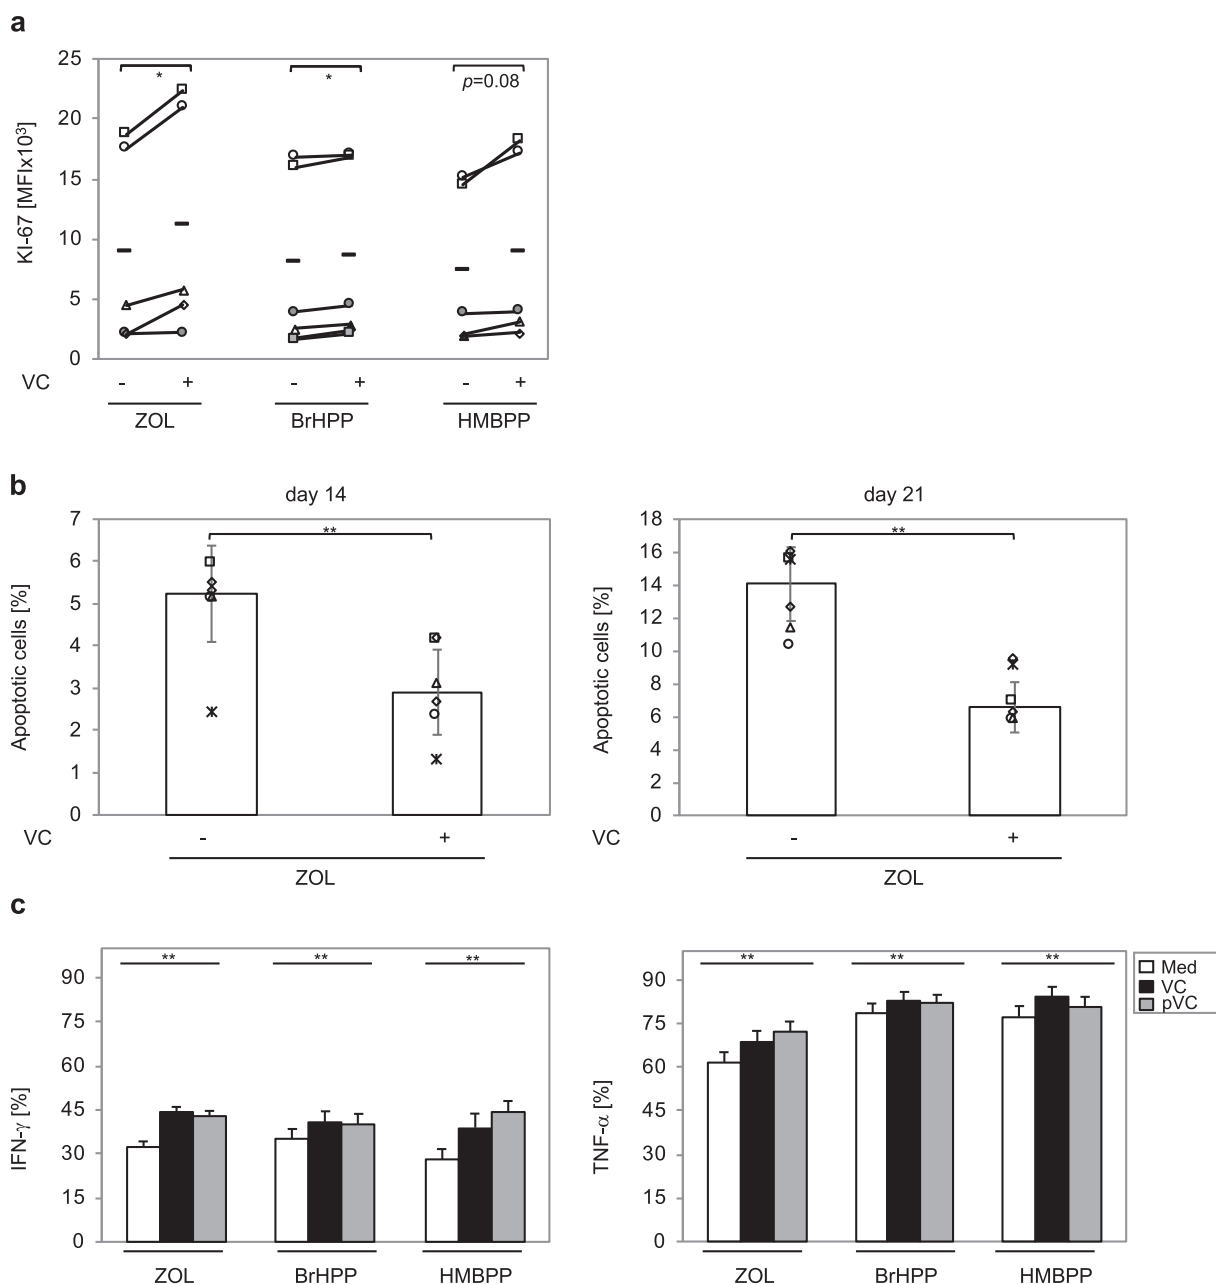 a
KI-67 [MFIx10³]
25
20
15
10
5
0
* * p=0.08
VC - + - + - +
ZOL BrHPP HMBPP
b
day 14
Apoptotic cells [%]
7
6
5
4
3
2
1
0
**
VC - +
ZOL
day 21
Apoptotic cells [%]
18
16
14
12
10
8
6
4
2
0
**
VC - +
ZOL
c
IFN-γ [%]
90
75
60
45
30
15
0
** ** **
ZOL BrHPP HMBPP
TNF-α [%]
90
75
60
45
30
15
0
** ** **
ZOL BrHPP HMBPP
Med
VC
pVC